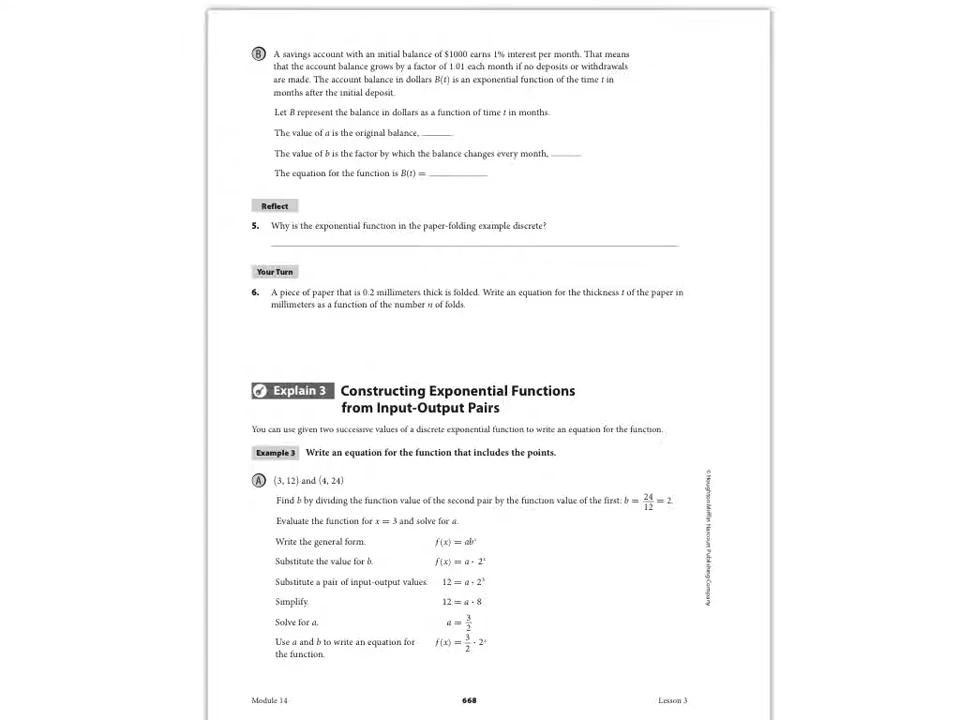 B A savings account with an initial balance of $1000 earns 1% interest per month. That means
that the account balance grows by a factor of 1.01 each month if no deposits or withdrawals
are made. The account balance in dollars B(t) is an exponential function of the time t in
months after the initial deposit.
Let B represent the balance in dollars as a function of time t in months.
The value of a is the original balance, ______.
The value of b is the factor by which the balance changes every month, ______.
The equation for the function is B(t) = ____________
Reflect
5. Why is the exponential function in the paper-folding example discrete?
Your Turn
6. A piece of paper that is 0.2 millimeters thick is folded. Write an equation for the thickness t of the paper in
millimeters as a function of the number n of folds.
Explain 3 Constructing Exponential Functions
from Input-Output Pairs
You can use given two successive values of a discrete exponential function to write an equation for the function.
Example 3 Write an equation for the function that includes the points.
A (3, 12) and (4, 24)
Find b by dividing the function value of the second pair by the function value of the first: b = 24/12 = 2.
Evaluate the function for x = 3 and solve for a.
Write the general form. f(x) = abˣ
Substitute the value for b. f(x) = a · 2ˣ
Substitute a pair of input-output values. 12 = a · 2³
Simplify. 12 = a · 8
Solve for a. a = 3/2
Use a and b to write an equation for f(x) = 3/2 · 2ˣ
the function.
© Houghton Mifflin Harcourt Publishing Company
Module 14 668 Lesson 3